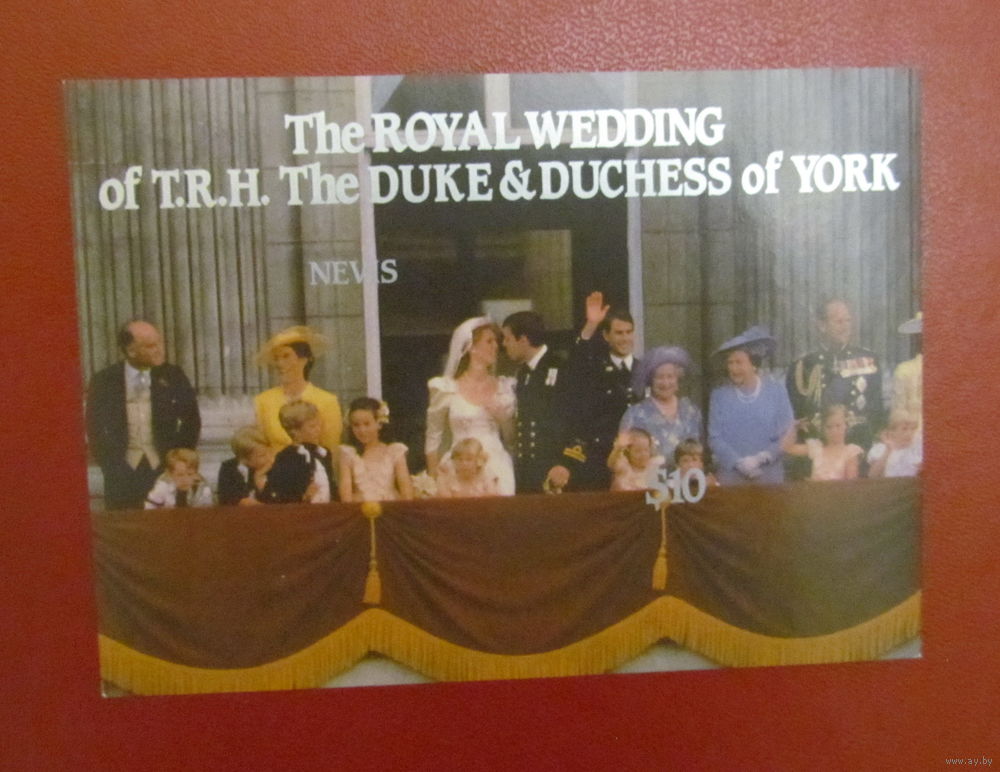 The ROYAL WEDDING
of T.R.H. The DUKE & DUCHESS of YORK
NEVIS
$10
www.ay.by